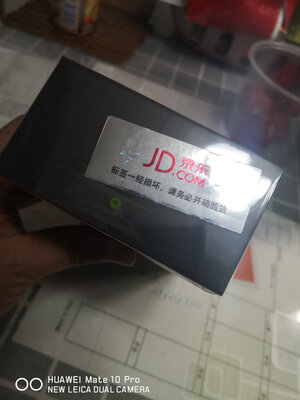 JD.京东
.COM
标签一经损坏，请务必开箱验货
HUAWEI Mate 10 Pro
NEW LEICA DUAL CAMERA